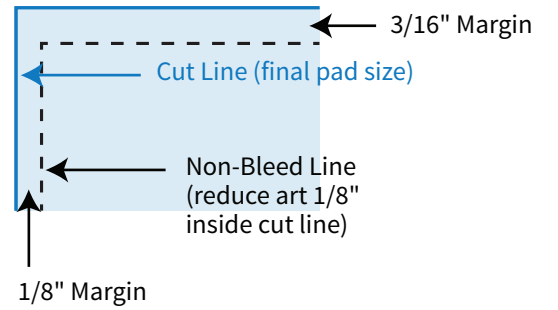 3/16" Margin
Cut Line (final pad size)
Non-Bleed Line
(reduce art 1/8"
inside cut line)
1/8" Margin